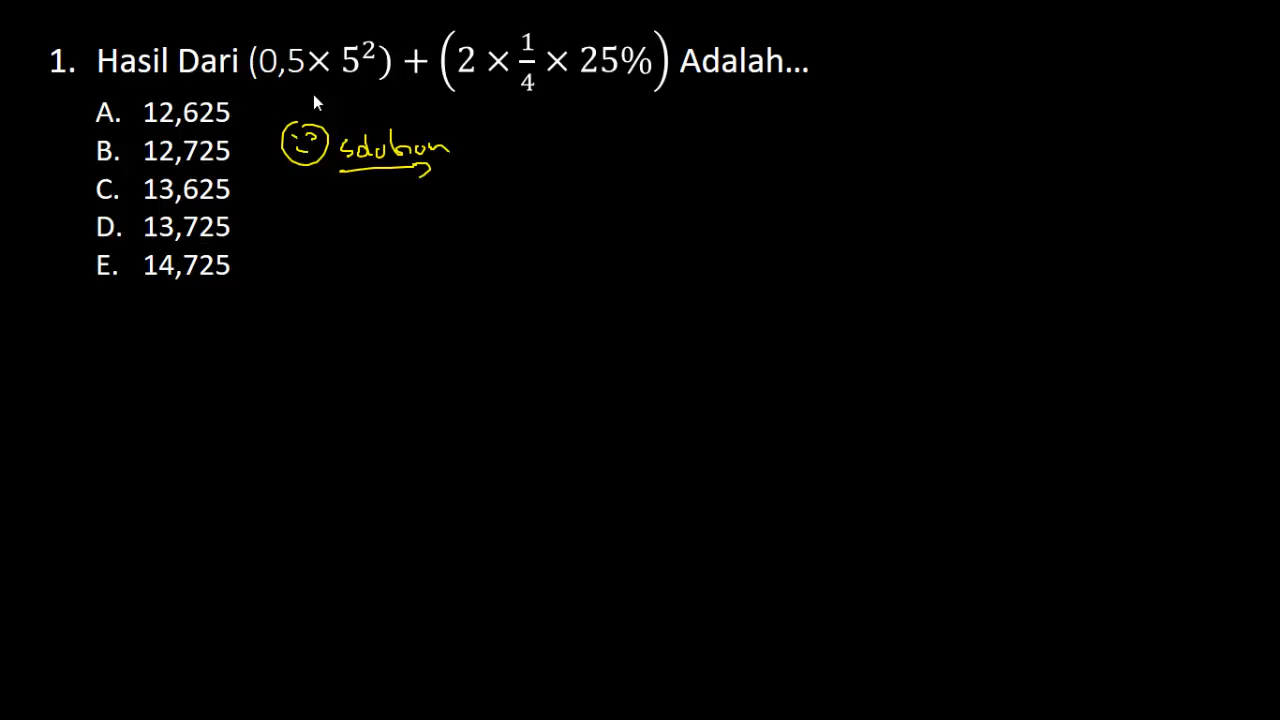 1. Hasil Dari (0,5× 5²) + (2 × 1/4 × 25%) Adalah...
A. 12,625
B. 12,725
C. 13,625
D. 13,725
E. 14,725
solution